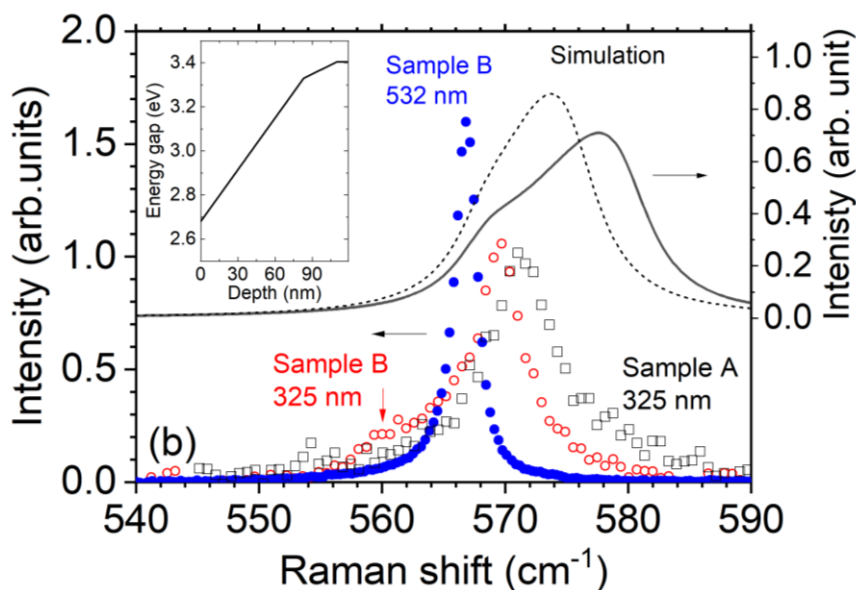 Simulation
Sample B
532 nm
Sample B
325 nm
Sample A
325 nm
(b)
3.4
3.2
3.0
2.8
2.6
Energy gap (eV)
0 30 60 90
Depth (nm)
2.0
1.5
1.0
0.5
0.0
Intensity (arb.units)
1.0
0.8
0.6
0.4
0.2
0.0
Intenisty (arb. unit)
540 550 560 570 580 590
Raman shift (cm⁻¹)